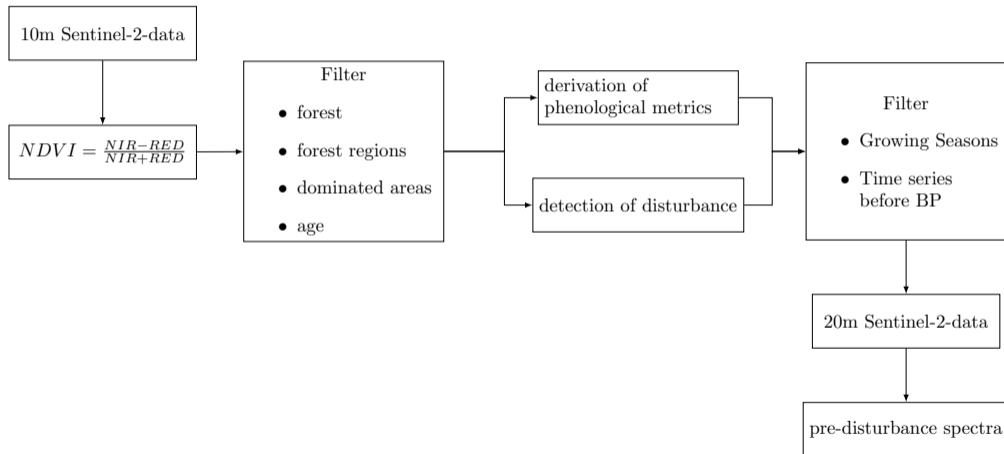 10m Sentinel-2-data
NDVI = \frac{NIR−RED}{NIR+RED}
Filter
• forest
• forest regions
• dominated areas
• age
derivation of
phenological metrics
detection of disturbance
Filter
• Growing Seasons
• Time series
before BP
20m Sentinel-2-data
pre-disturbance spectra